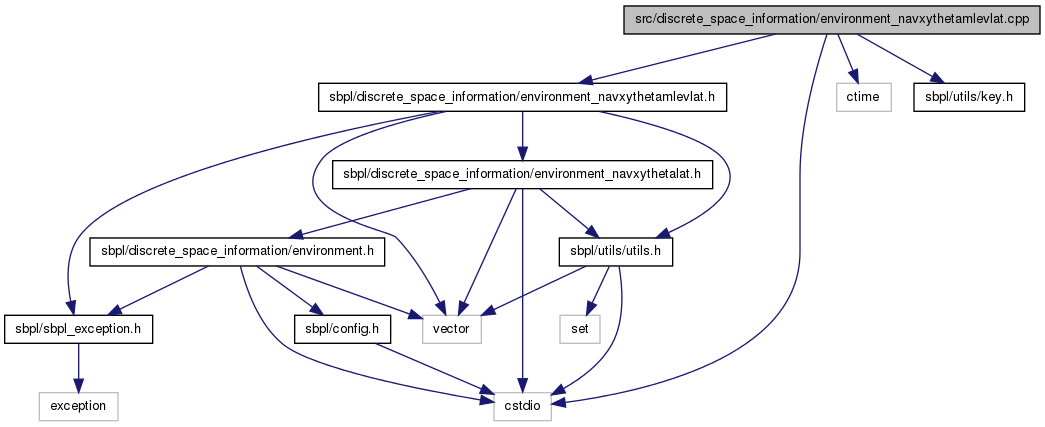 src/discrete_space_information/environment_navxythetamlevlat.cpp
sbpl/discrete_space_information/environment_navxythetamlevlat.h
ctime
sbpl/utils/key.h
sbpl/discrete_space_information/environment_navxythetalat.h
sbpl/discrete_space_information/environment.h
sbpl/utils/utils.h
sbpl/sbpl_exception.h
sbpl/config.h
vector
set
exception
cstdio